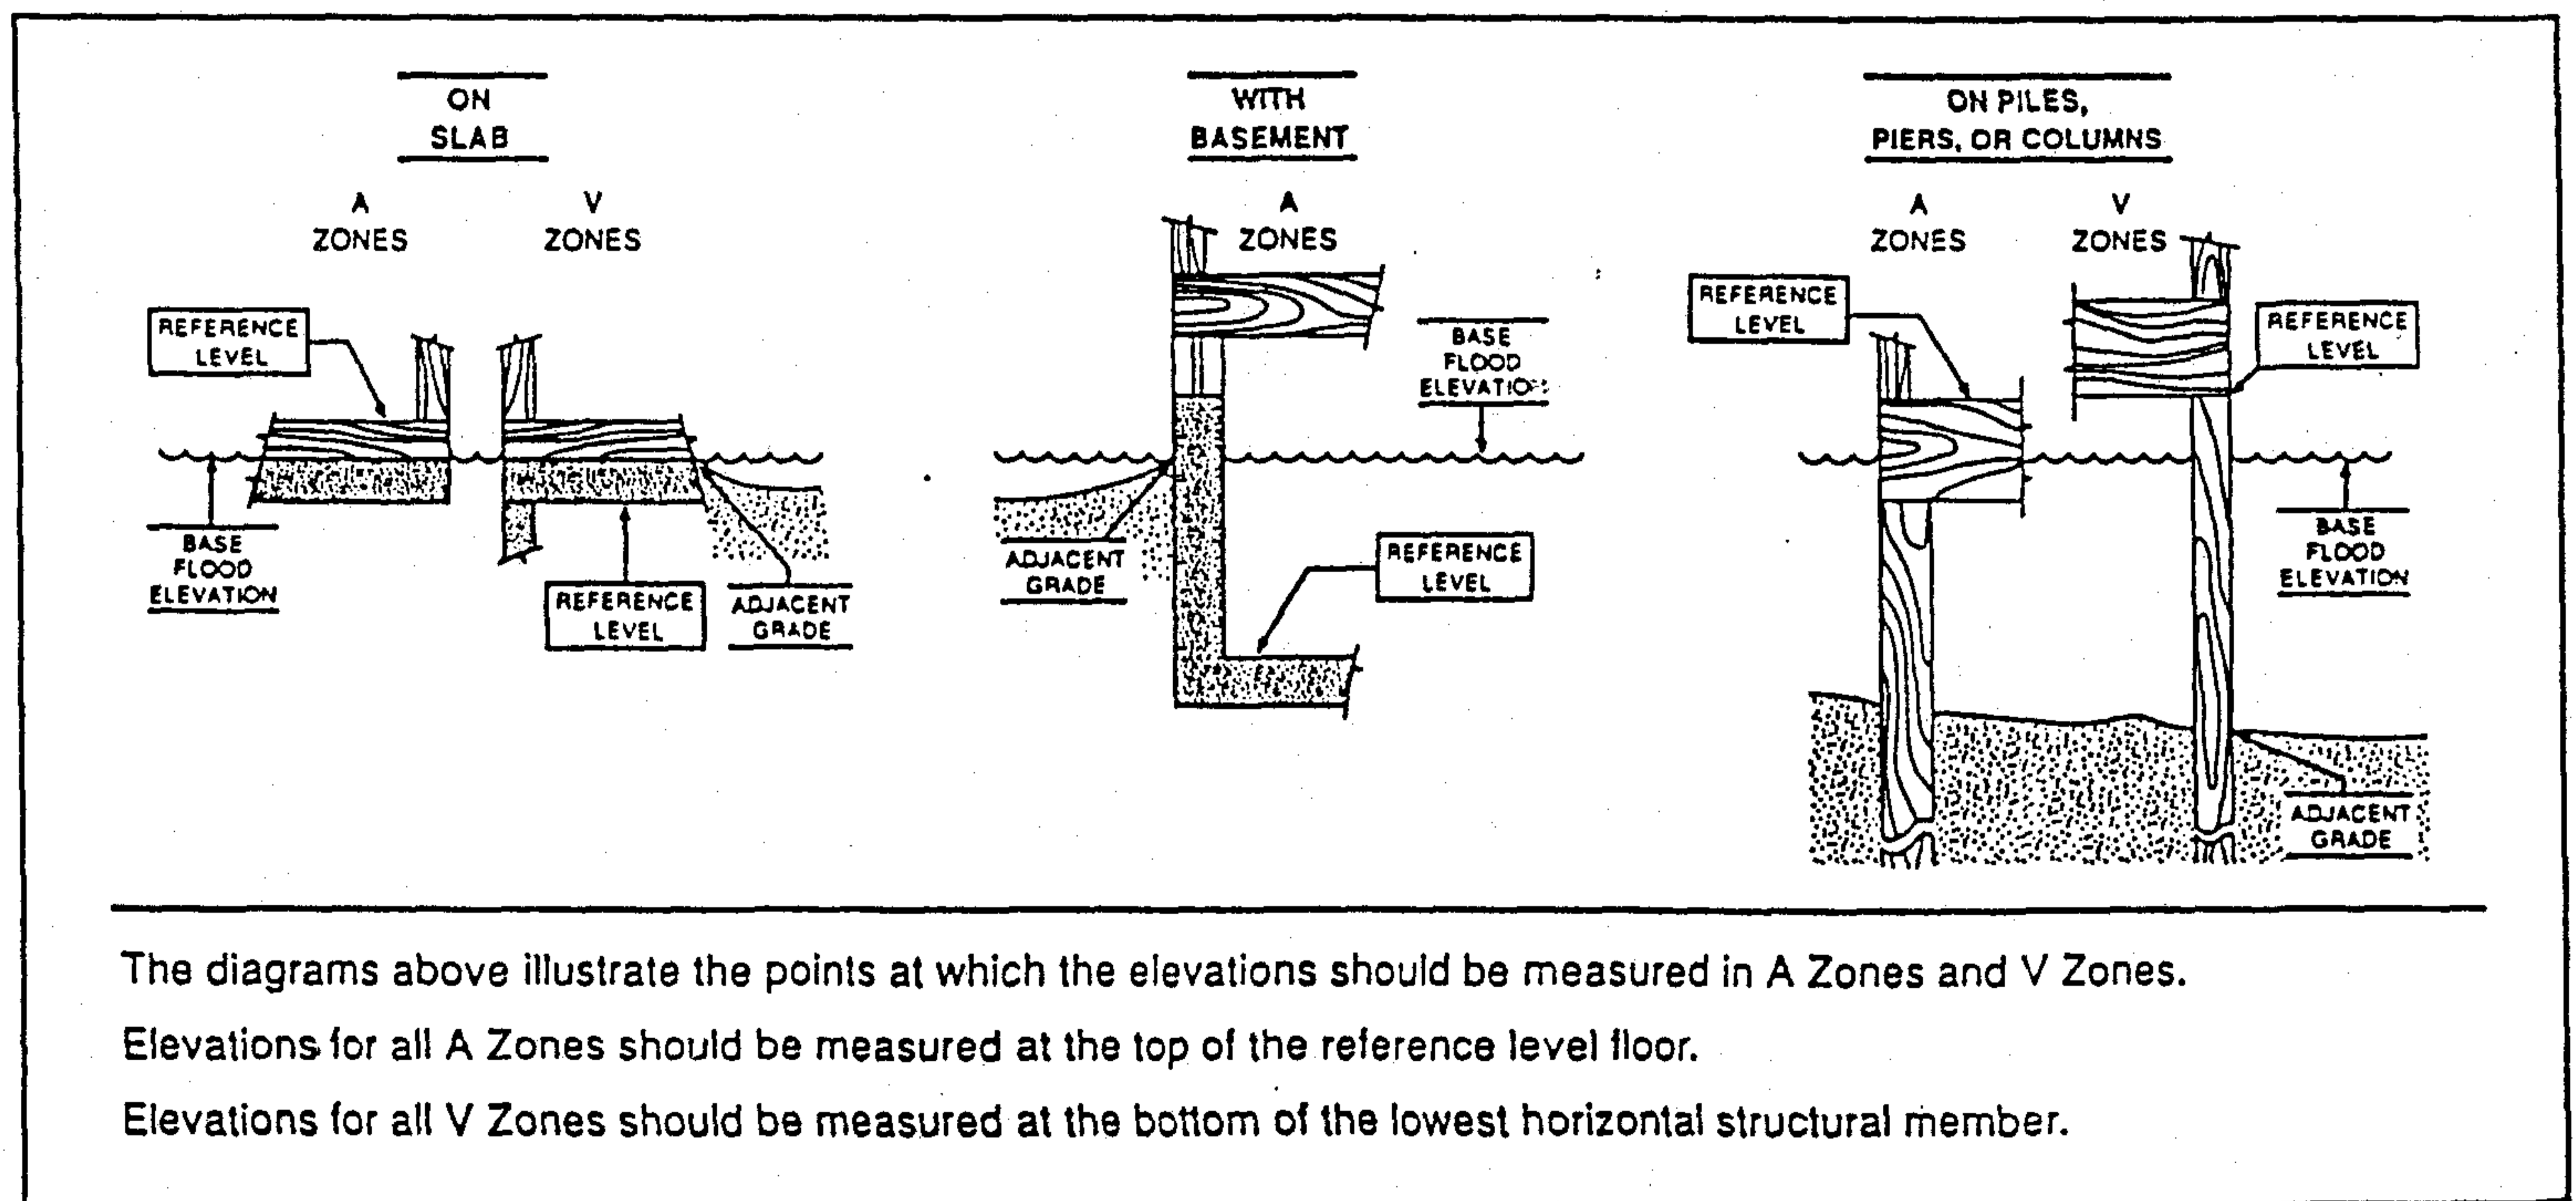 ON
SLAB
A
ZONES
V
ZONES
REFERENCE
LEVEL
BASE
FLOOD
ELEVATION
REFERENCE
LEVEL
ADJACENT
GRADE
WITH
BASEMENT
A
ZONES
BASE
FLOOD
ELEVATION
ADJACENT
GRADE
REFERENCE
LEVEL
ON PILES,
PIERS, OR COLUMNS
A
ZONES
V
ZONES
REFERENCE
LEVEL
REFERENCE
LEVEL
BASE
FLOOD
ELEVATION
ADJACENT
GRADE
The diagrams above illustrate the points at which the elevations should be measured in A Zones and V Zones.
Elevations for all A Zones should be measured at the top of the reference level floor.
Elevations for all V Zones should be measured at the bottom of the lowest horizontal structural member.